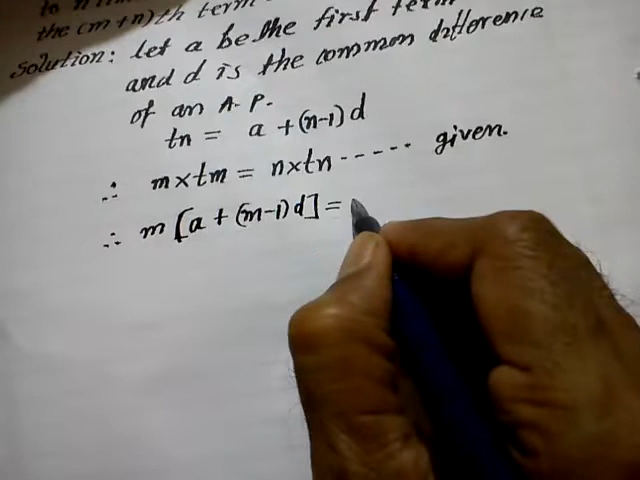 to n
the (m+n)th term
Solution: let a be the first term
and d is the common difference
of an A.P.
tn = a + (n-1) d
∴ m × tm = n × tn ----- given.
∴ m [a + (m-1) d] =